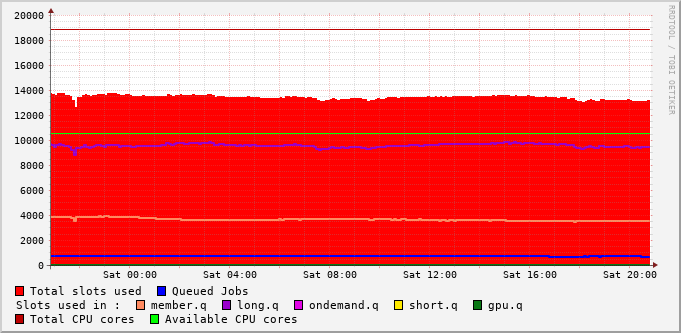 RRDTOOL / TOBI OETIKER
20000
18000
16000
14000
12000
10000
8000
6000
4000
2000
0
Sat 00:00 Sat 04:00 Sat 08:00 Sat 12:00 Sat 16:00 Sat 20:00
Total slots used Queued Jobs
Slots used in : member.q long.q ondemand.q short.q gpu.q
Total CPU cores Available CPU cores